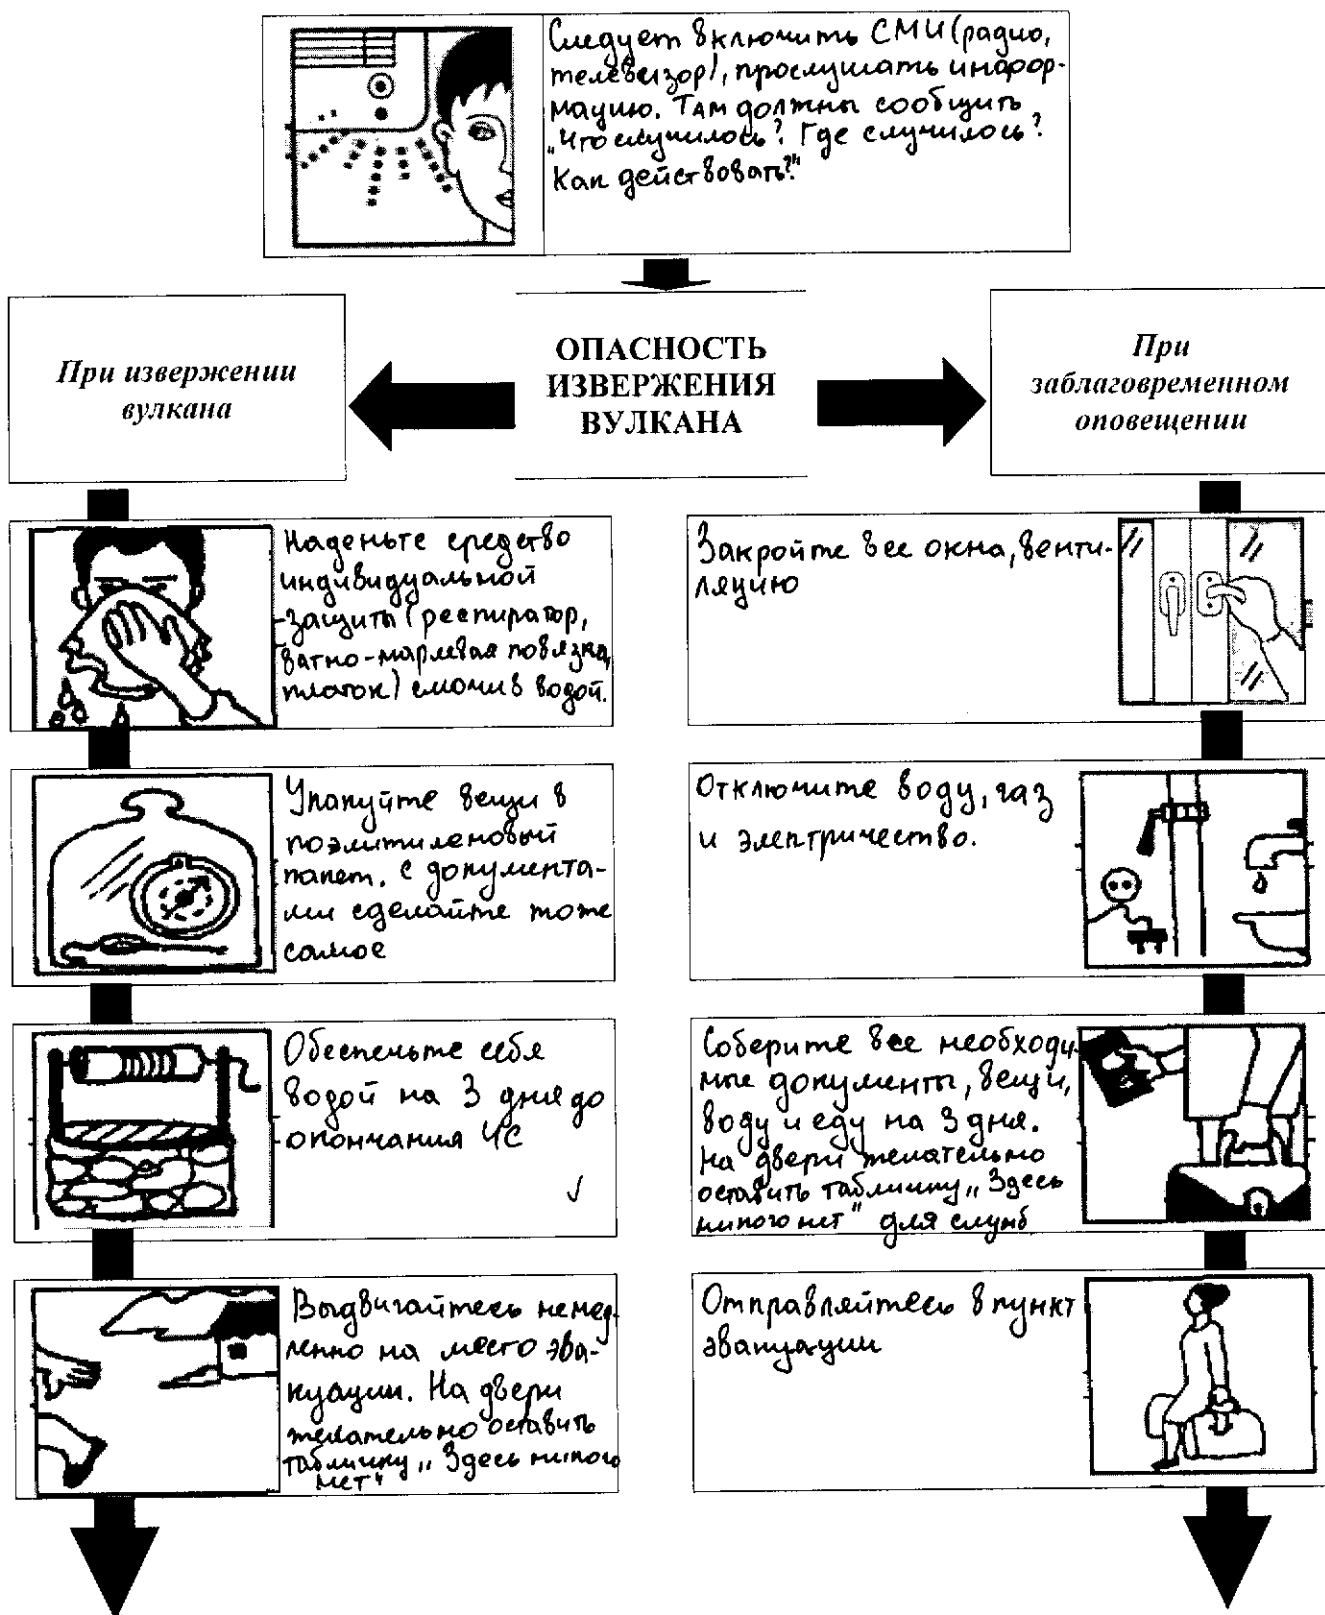 Следует включить СМИ (радио,
телевизор), прослушать инфор-
мацию. Там должны сообщить
„Что случилось? Где случилось?
Как действовать?"
При извержении
вулкана
ОПАСНОСТЬ
ИЗВЕРЖЕНИЯ
ВУЛКАНА
При
заблаговременном
оповещении
Наденьте средство
индивидуальной
защиты (респиратор,
ватно-марлевая повязка,
платок) смочив водой.
Упакуйте вещи в
поэлитиленовый
пакет. С документа-
ми сделайте тоже
самое
Обеспечьте себя
водой на 3 дня до
окончания ЧС
Выдвигайтесь немед-
ленно на место эва-
куации. На двери
желательно оставить
табличку „Здесь никого
нет"
Закройте все окна, венти-
ляцию
Отключите воду, газ
и электричество.
Соберите все необходи-
мые документы, вещи,
воду и еду на 3 дня.
На двери желательно
оставить табличку „Здесь
никого нет" для служб
Отправляйтесь в пункт
эвакуации